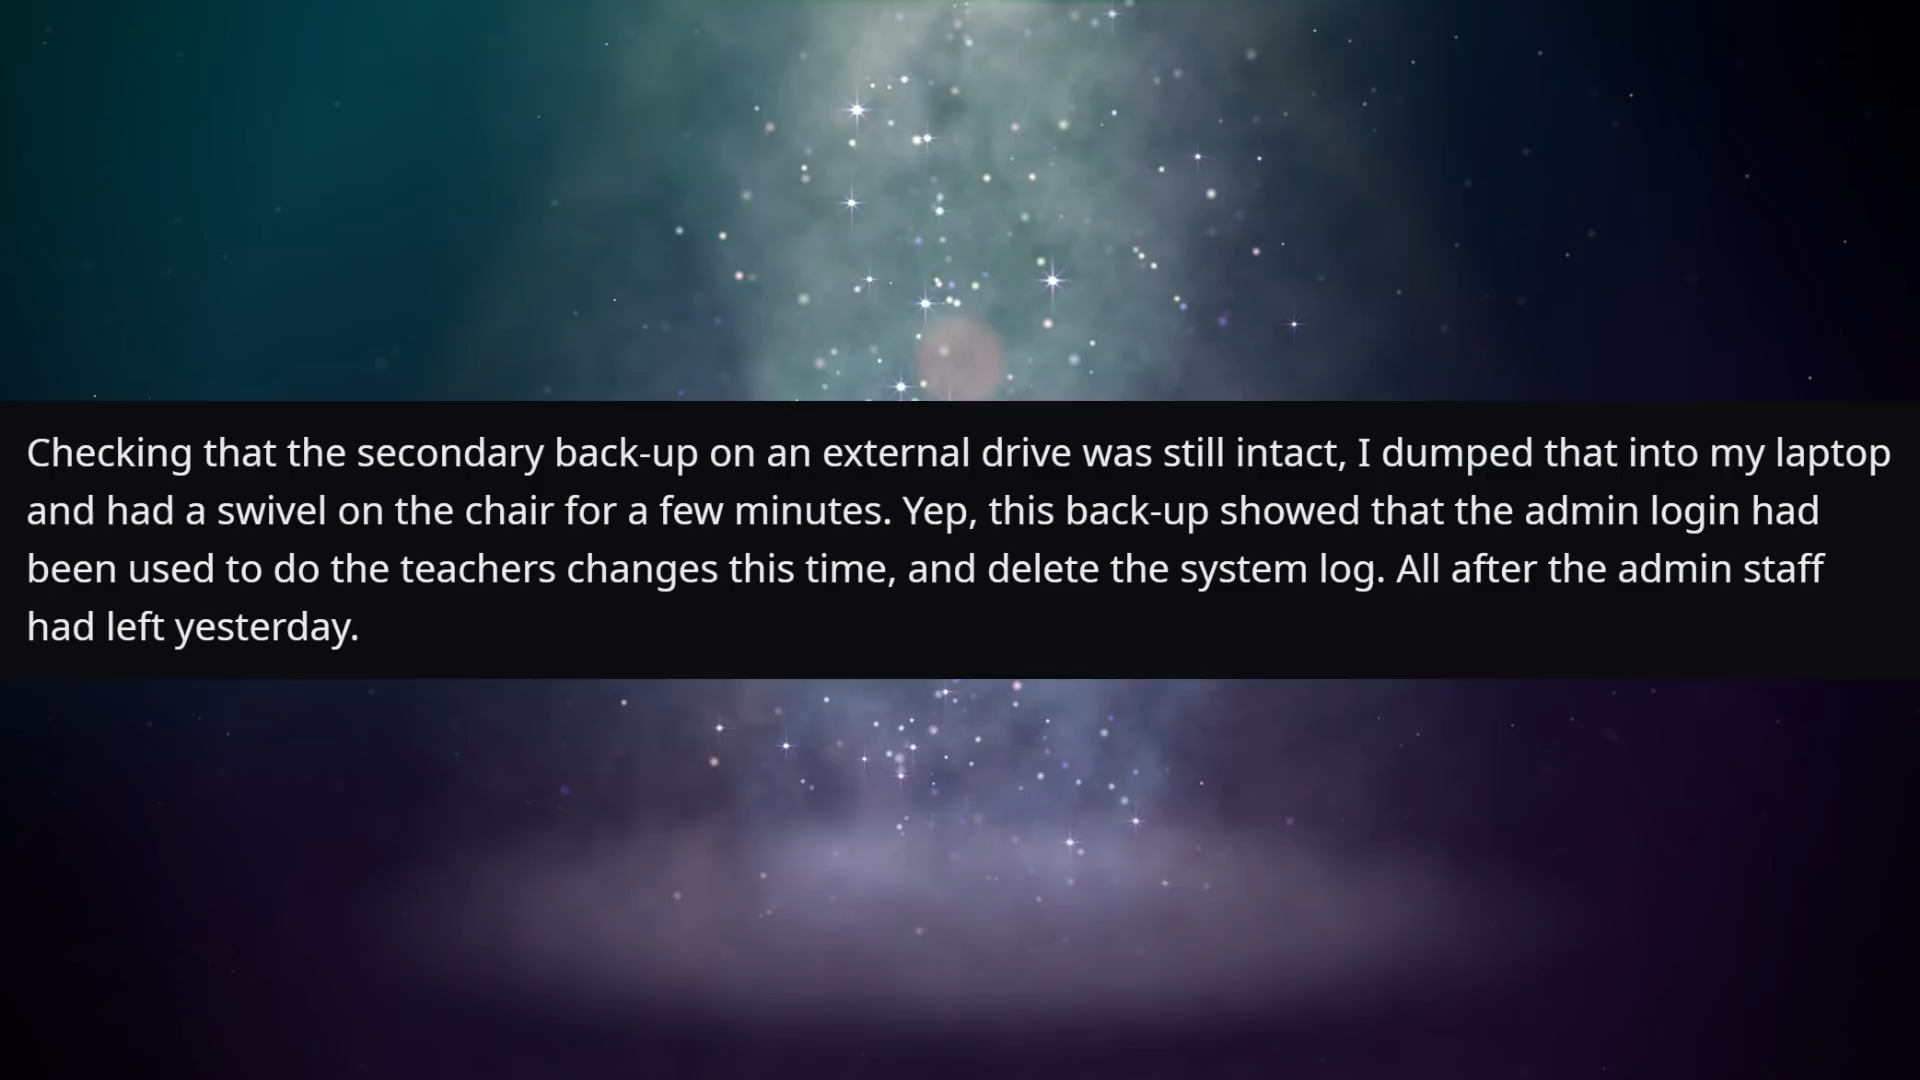 Checking that the secondary back-up on an external drive was still intact, I dumped that into my laptop
and had a swivel on the chair for a few minutes. Yep, this back-up showed that the admin login had
been used to do the teachers changes this time, and delete the system log. All after the admin staff
had left yesterday.